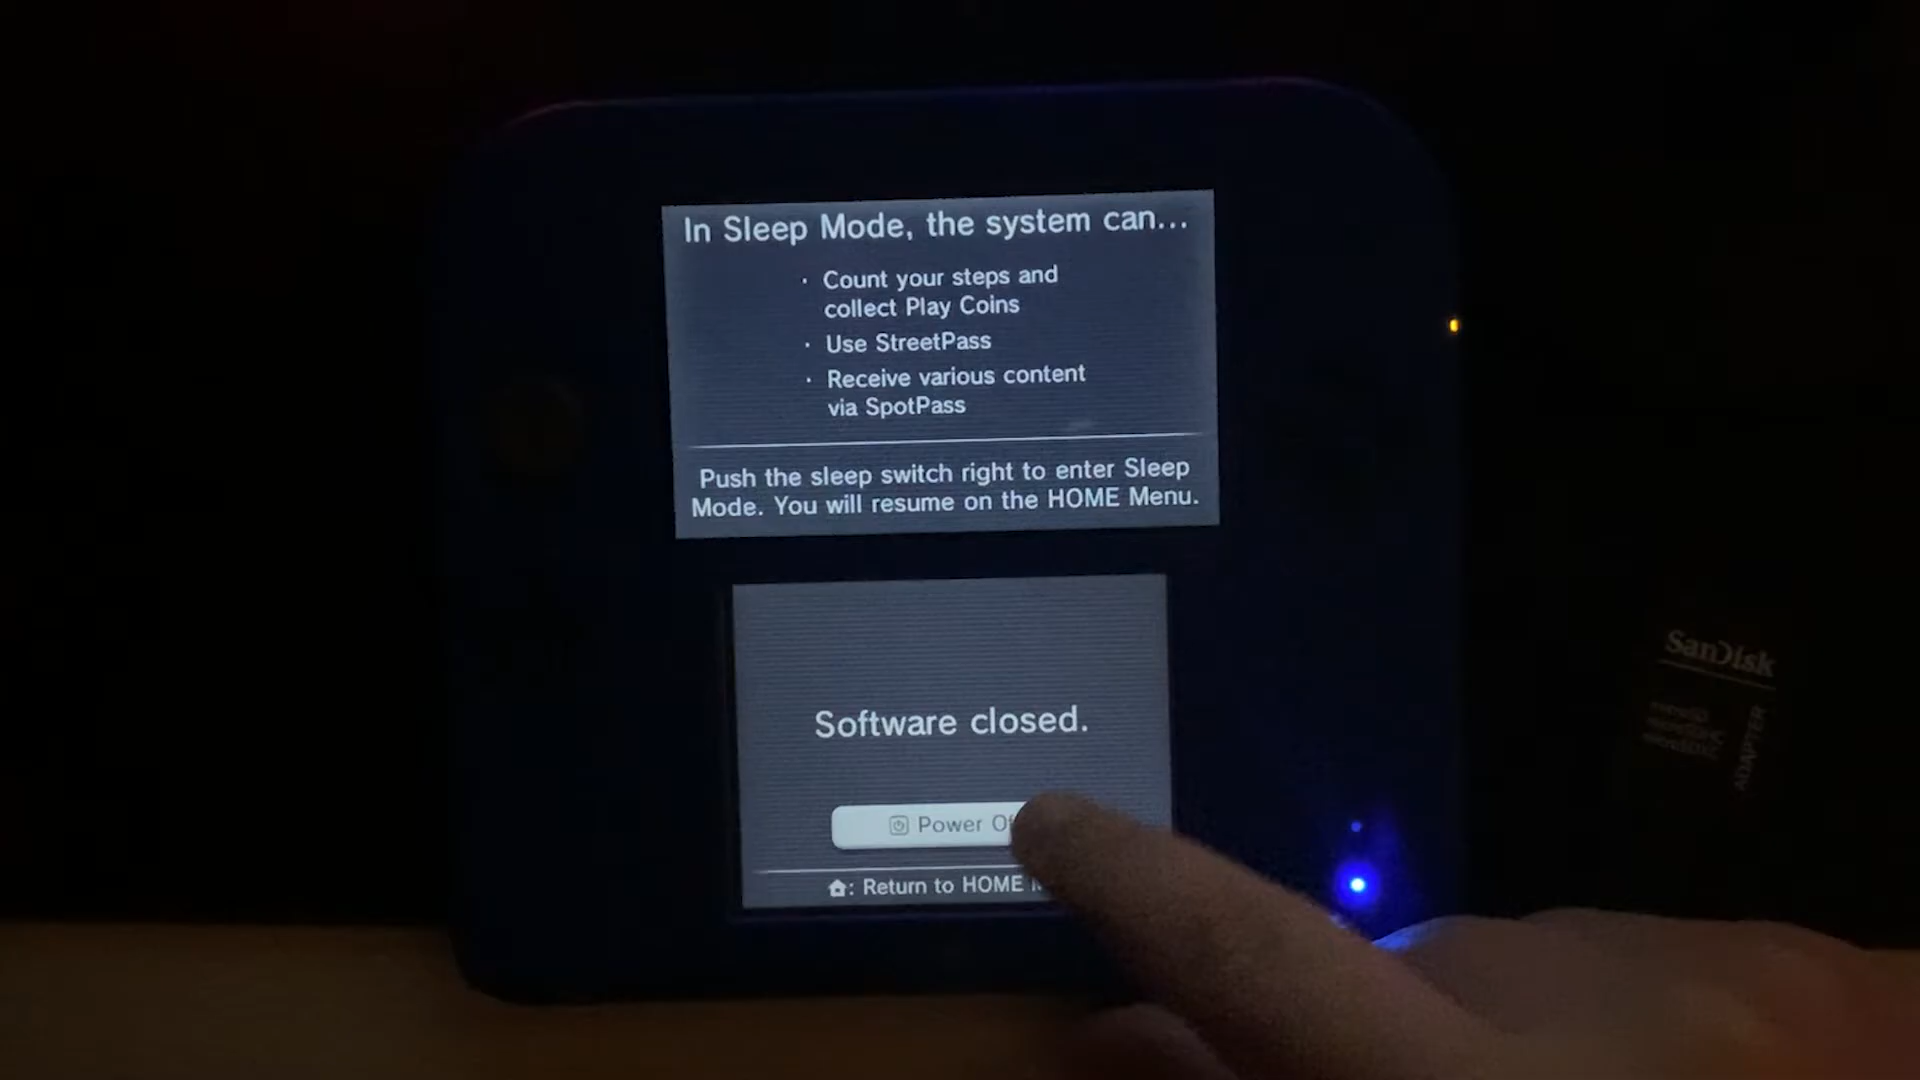 In Sleep Mode, the system can...
· Count your steps and
collect Play Coins
· Use StreetPass
· Receive various content
via SpotPass
Push the sleep switch right to enter Sleep
Mode. You will resume on the HOME Menu.
Software closed.
Power
: Return to HOME
SanDisk
ADAPTER